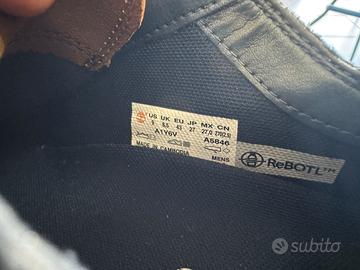 US UK EU JP MX CN
9 8,5 43 27 27/2 270(2.5)
A1Y6V A5846
MADE IN CAMBODIA MENS
ReBOTL™
subito